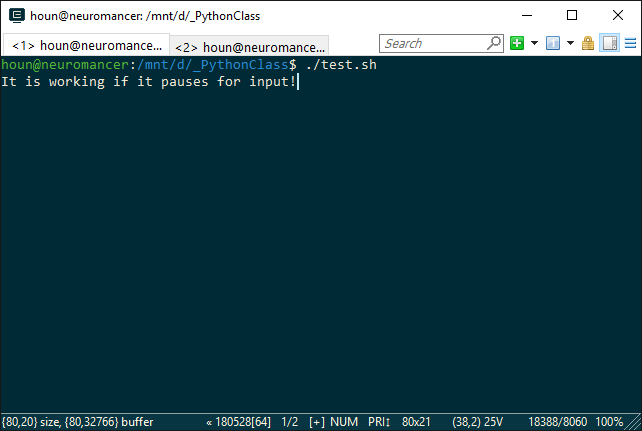 houn@neuromancer: /mnt/d/_PythonClass
<1> houn@neuromance... <2> houn@neuromance... Search
houn@neuromancer:/mnt/d/_PythonClass$ ./test.sh
It is working if it pauses for input!
{80,20} size, {80,32766} buffer « 180528[64] 1/2 [+] NUM PRI↕ 80x21 (38,2) 25V 18388/8060 100%